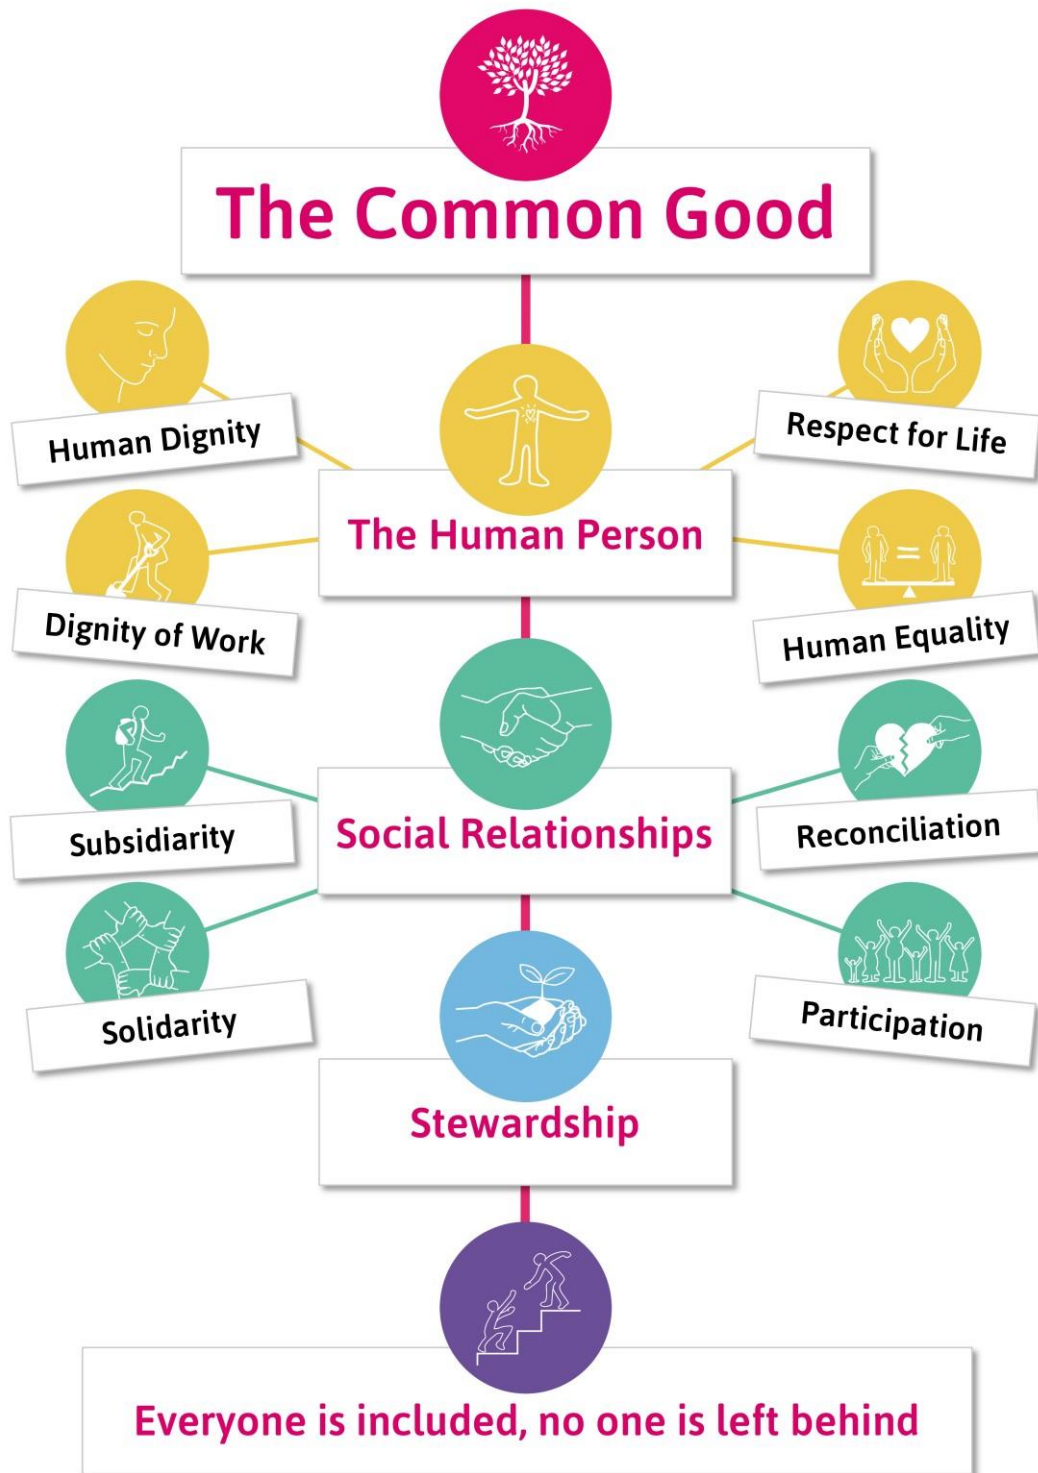 The Common Good
Human Dignity
Respect for Life
The Human Person
Dignity of Work
Human Equality
Subsidiarity
Social Relationships
Reconciliation
Solidarity
Participation
Stewardship
Everyone is included, no one is left behind